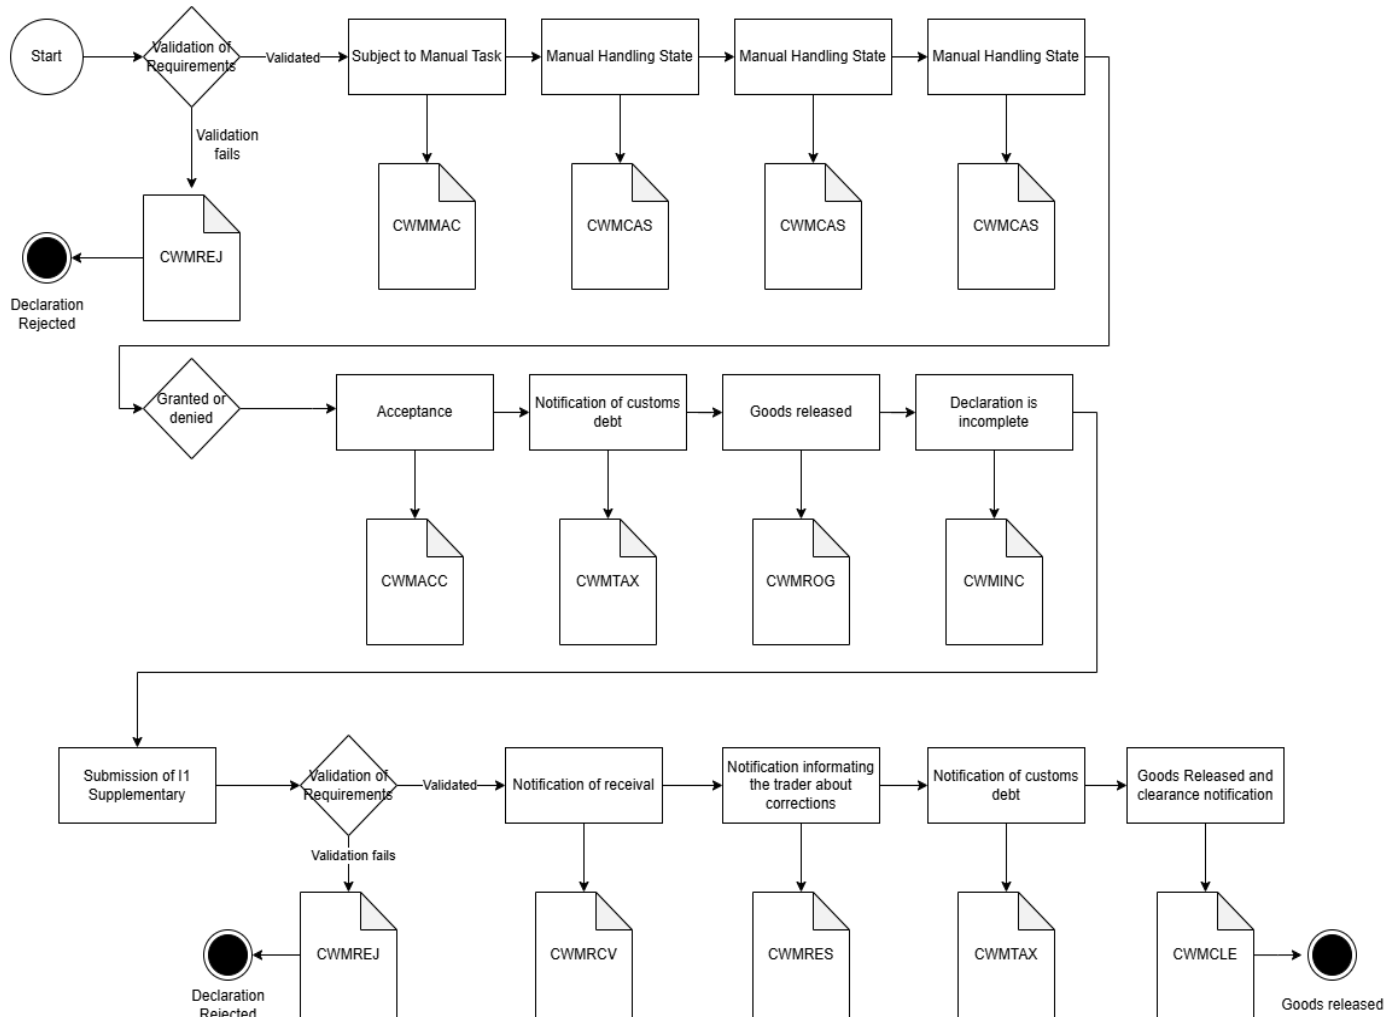 Start
Validation of
Requirements
Validated
Subject to Manual Task
Manual Handling State
Manual Handling State
Manual Handling State
Validation
fails
CWMMAC
CWMCAS
CWMCAS
CWMCAS
CWMREJ
Declaration
Rejected
Granted or
denied
Acceptance
Notification of customs
debt
Goods released
Declaration is
incomplete
CWMACC
CWMTAX
CWMROG
CWMINC
Submission of I1
Supplementary
Validation of
Requirements
Validated
Notification of receival
Notification informating
the trader about
corrections
Notification of customs
debt
Goods Released and
clearance notification
Validation fails
CWMREJ
CWMRCV
CWMRES
CWMTAX
CWMCLE
Declaration
Rejected
Goods released